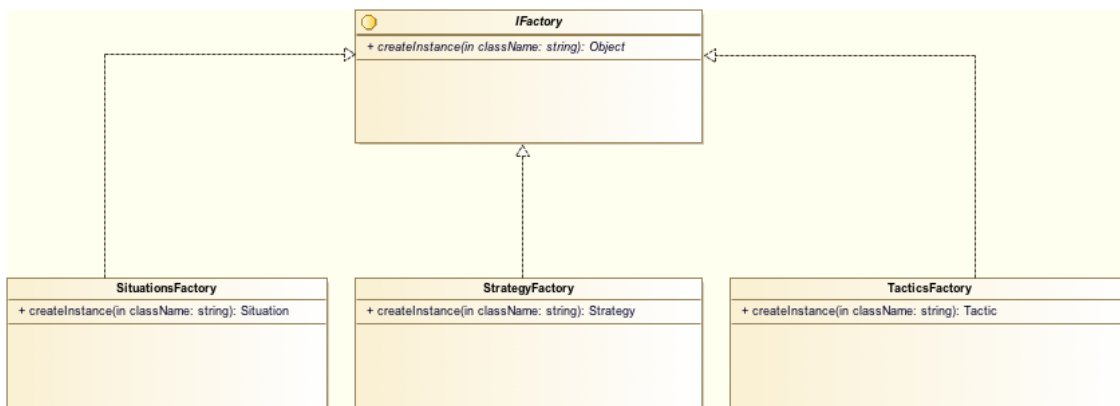 IFactory
+ createInstance(in className: string): Object
SituationsFactory
+ createInstance(in className: string): Situation
StrategyFactory
+ createInstance(in className: string): Strategy
TacticsFactory
+ createInstance(in className: string): Tactic